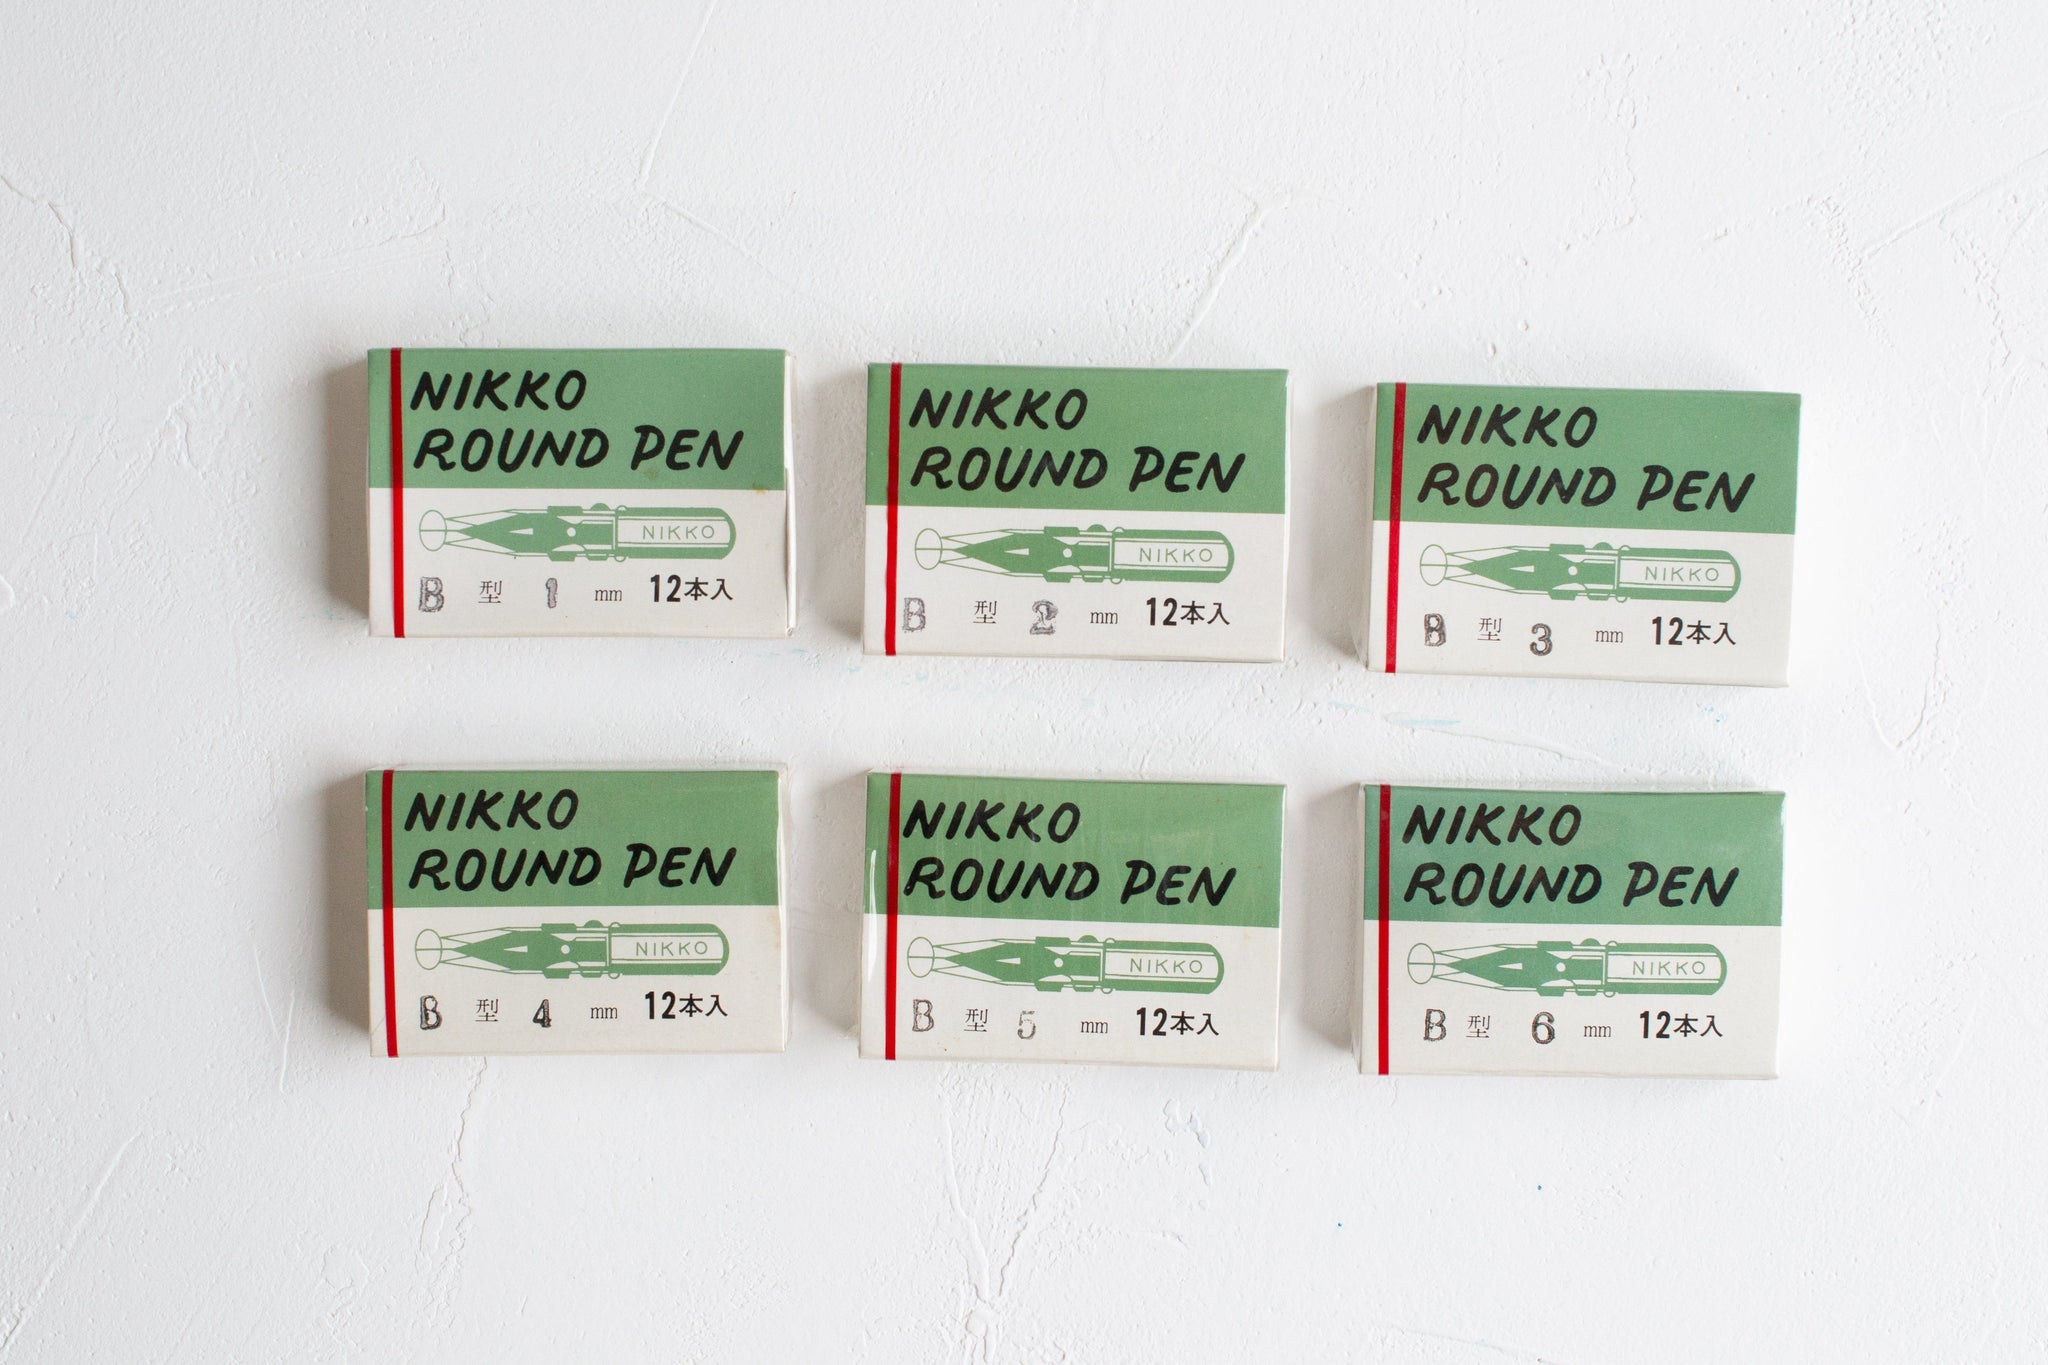 NIKKO
ROUND PEN
NIKKO
B 型 1 mm 12本入
NIKKO
ROUND PEN
NIKKO
B 型 2 mm 12本入
NIKKO
ROUND PEN
NIKKO
B 型 3 mm 12本入
NIKKO
ROUND PEN
NIKKO
B 型 4 mm 12本入
NIKKO
ROUND PEN
NIKKO
B 型 5 mm 12本入
NIKKO
ROUND PEN
NIKKO
B 型 6 mm 12本入